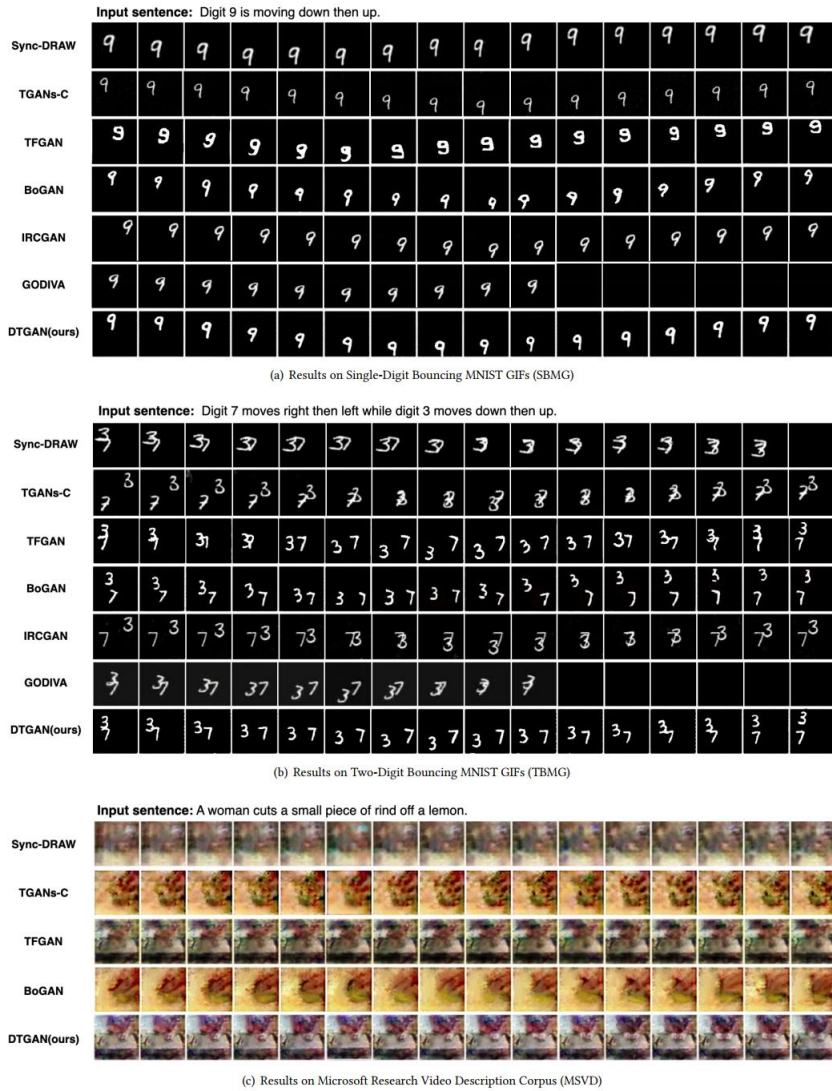 Input sentence: Digit 9 is moving down then up.
Sync-DRAW
TGANs-C
TFGAN
BoGAN
IRCGAN
GODIVA
DTGAN(ours)
(a) Results on Single-Digit Bouncing MNIST GIFs (SBMG)
Input sentence: Digit 7 moves right then left while digit 3 moves down then up.
Sync-DRAW
TGANs-C
TFGAN
BoGAN
IRCGAN
GODIVA
DTGAN(ours)
(b) Results on Two-Digit Bouncing MNIST GIFs (TBMG)
Input sentence: A woman cuts a small piece of rind off a lemon.
Sync-DRAW
TGANs-C
TFGAN
BoGAN
DTGAN(ours)
(c) Results on Microsoft Research Video Description Corpus (MSVD)